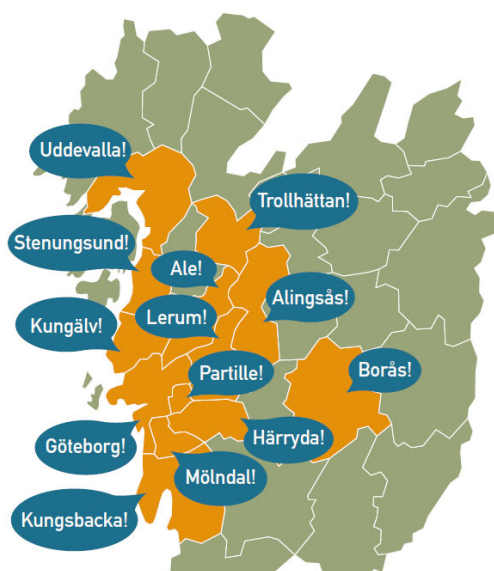 Uddevalla!
Trollhättan!
Stenungsund!
Ale!
Alingsås!
Lerum!
Kungälv!
Partille!
Borås!
Göteborg!
Härryda!
Mölndal!
Kungsbacka!